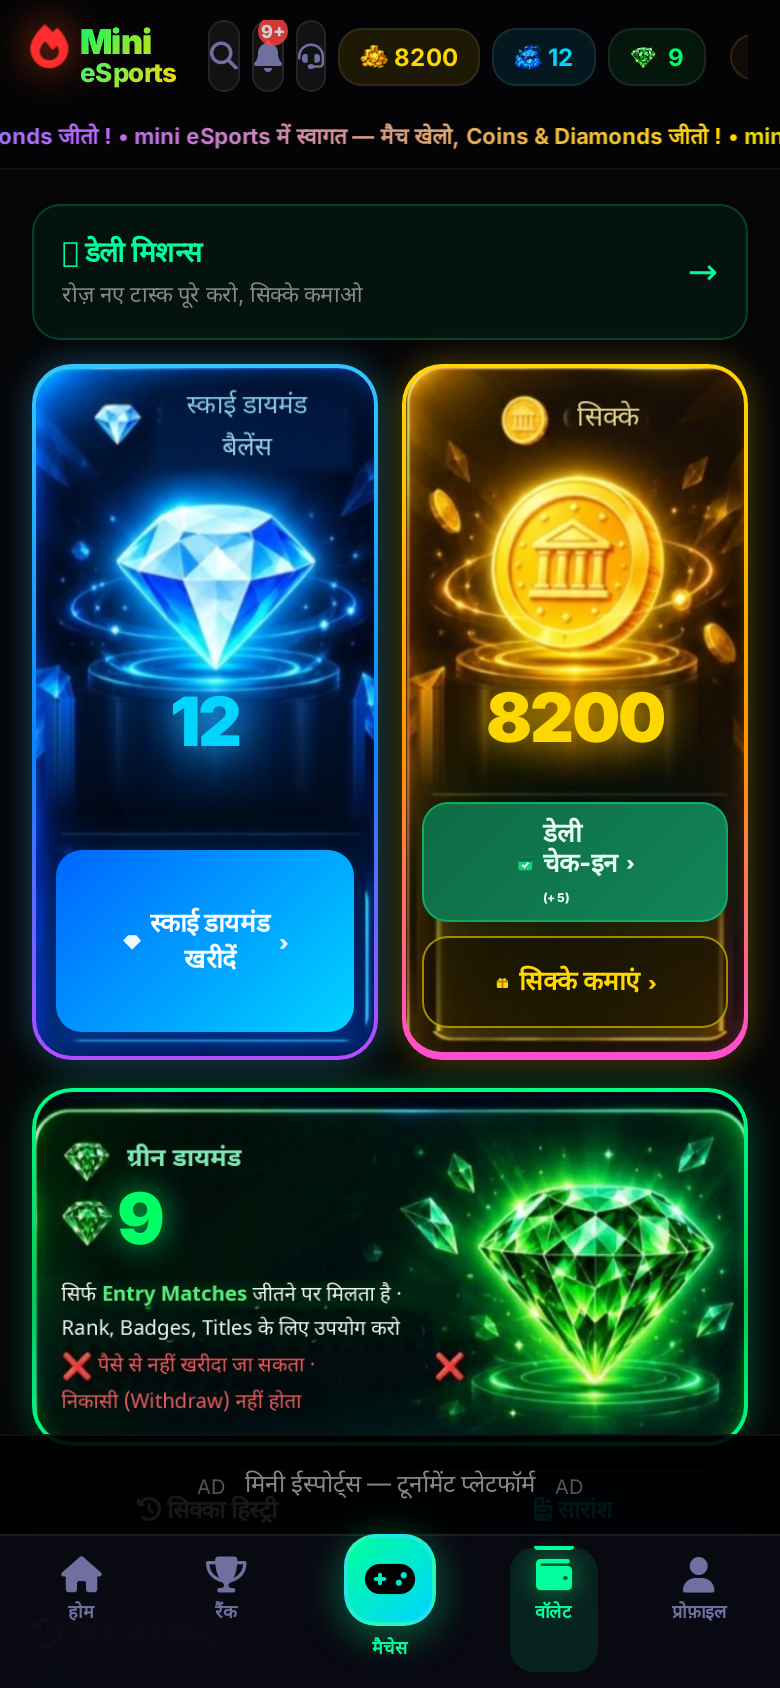 Mini
eSports
9+
8200
12
9
onds जीतो ! • mini eSports में स्वागत — मैच खेलो, Coins & Diamonds जीतो ! • min
डेली मिशन्स
रोज़ नए टास्क पूरे करो, सिक्के कमाओ
→
स्काई डायमंड
बैलेंस
12
स्काई डायमंड
खरीदें ›
सिक्के
8200
डेली
चेक-इन ›
(+5)
सिक्के कमाएं ›
ग्रीन डायमंड
9
सिर्फ Entry Matches जीतने पर मिलता है ·
Rank, Badges, Titles के लिए उपयोग करो
❌ पैसे से नहीं खरीदा जा सकता · ❌
निकासी (Withdraw) नहीं होता
AD मिनी ईस्पोर्ट्स — टूर्नामेंट प्लेटफॉर्म AD
सिक्का हिस्ट्री
सारांश
होम
रैंक
मैचेस
वॉलेट
प्रोफ़ाइल